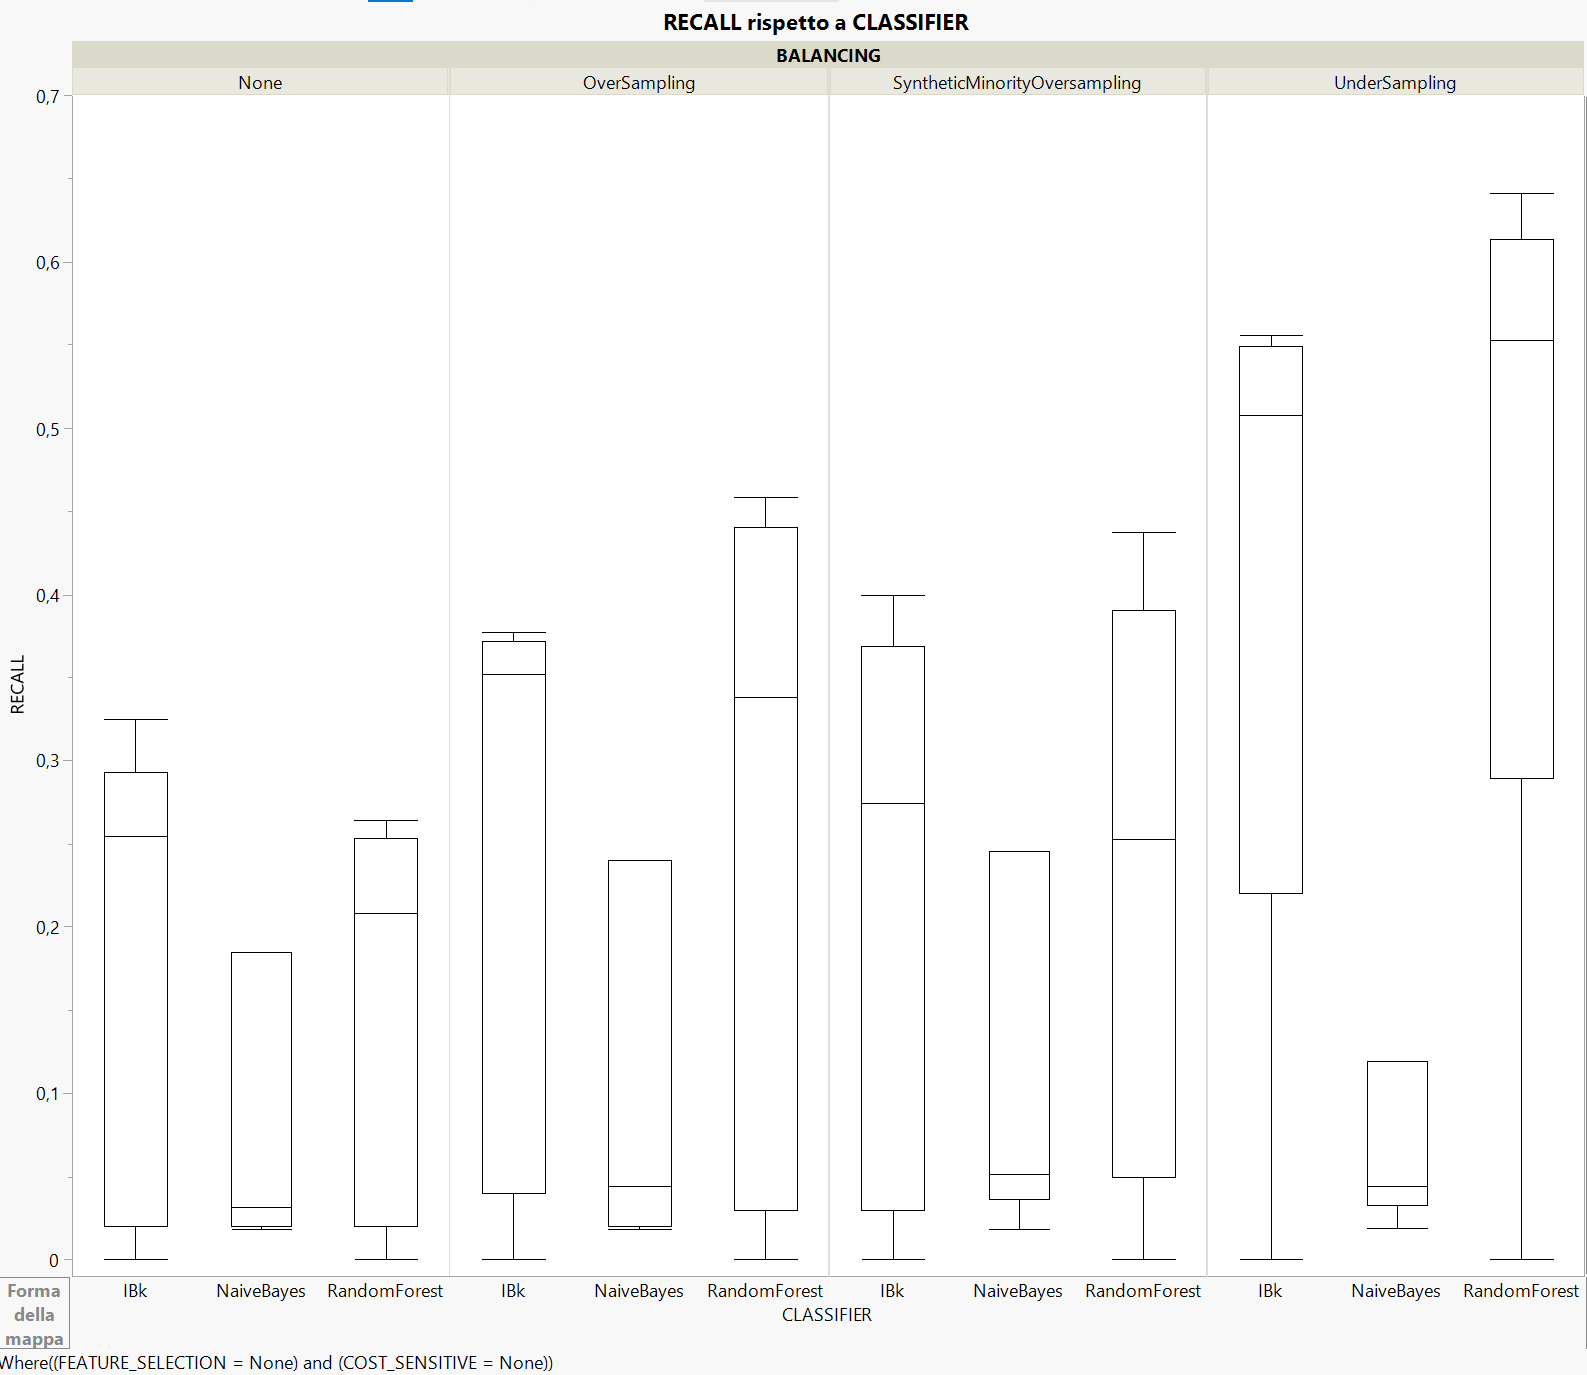 RECALL rispetto a CLASSIFIER
BALANCING
None OverSampling SyntheticMinorityOversampling UnderSampling
0,7
0,6
0,5
0,4
0,3
0,2
0,1
0
RECALL
IBk NaiveBayes RandomForest IBk NaiveBayes RandomForest IBk NaiveBayes RandomForest IBk NaiveBayes RandomForest
CLASSIFIER
Forma
della
mappa
Where((FEATURE_SELECTION = None) and (COST_SENSITIVE = None))